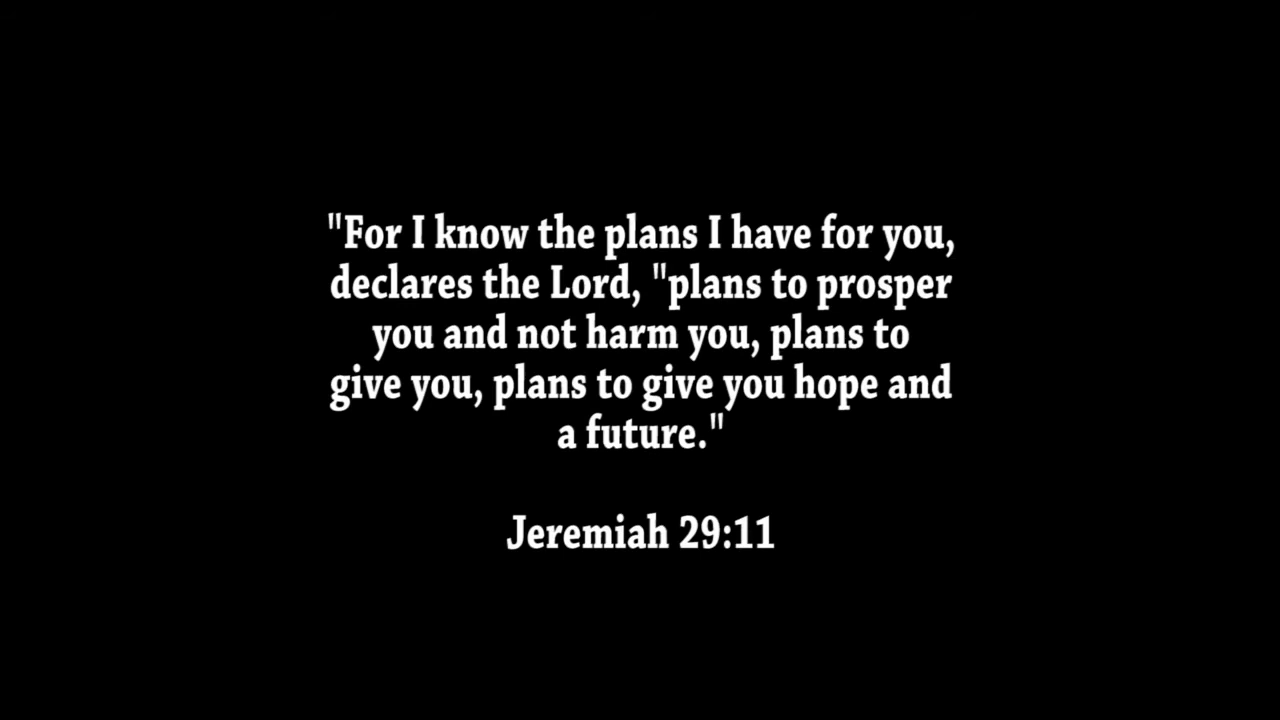 "For I know the plans I have for you,
declares the Lord, "plans to prosper
you and not harm you, plans to
give you, plans to give you hope and
a future."
Jeremiah 29:11